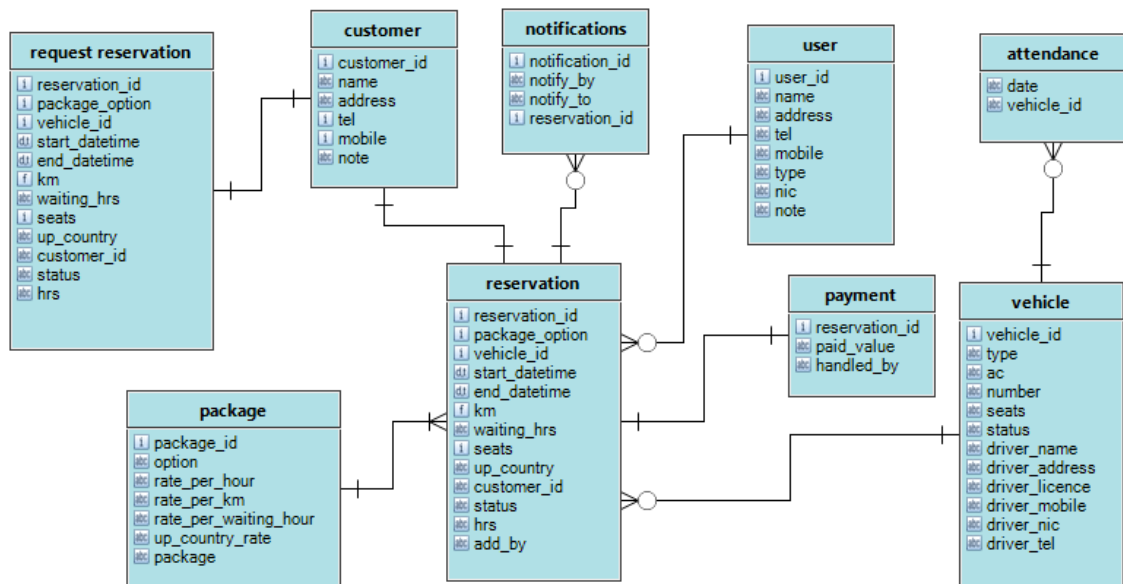 request reservation
reservation_id
package_option
vehicle_id
start_datetime
end_datetime
km
waiting_hrs
seats
up_country
customer_id
status
hrs
customer
customer_id
name
address
tel
mobile
note
notifications
notification_id
notify_by
notify_to
reservation_id
user
user_id
name
address
tel
mobile
type
nic
note
attendance
date
vehicle_id
reservation
reservation_id
package_option
vehicle_id
start_datetime
end_datetime
km
waiting_hrs
seats
up_country
customer_id
status
hrs
add_by
payment
reservation_id
paid_value
handled_by
vehicle
vehicle_id
type
ac
number
seats
status
driver_name
driver_address
driver_licence
driver_mobile
driver_nic
driver_tel
package
package_id
option
rate_per_hour
rate_per_km
rate_per_waiting_hour
up_country_rate
package